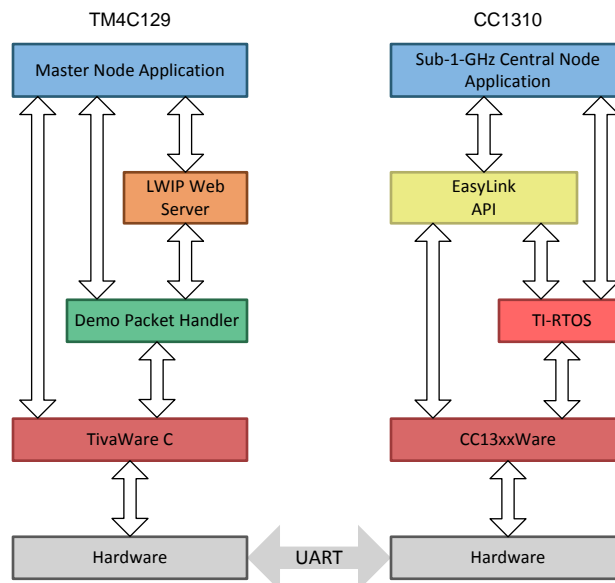 TM4C129
CC1310
Master Node Application
Sub-1-GHz Central Node
Application
LWIP Web
Server
EasyLink
API
Demo Packet Handler
TI-RTOS
TivaWare C
CC13xxWare
Hardware
UART
Hardware